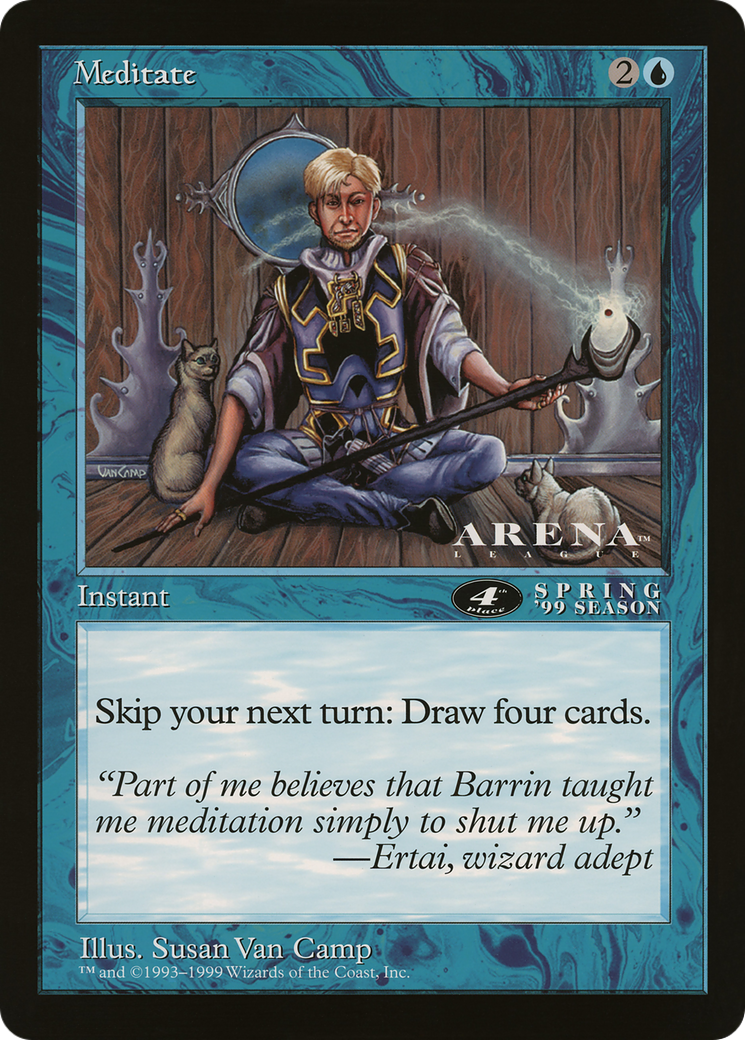 Meditate 2
VAN CAMP
ARENA™
LEAGUE
Instant 4th place SPRING
'99 SEASON
Skip your next turn: Draw four cards.
“Part of me believes that Barrin taught
me meditation simply to shut me up.”
—Ertai, wizard adept
Illus. Susan Van Camp
™ and ©1993–1999 Wizards of the Coast, Inc.